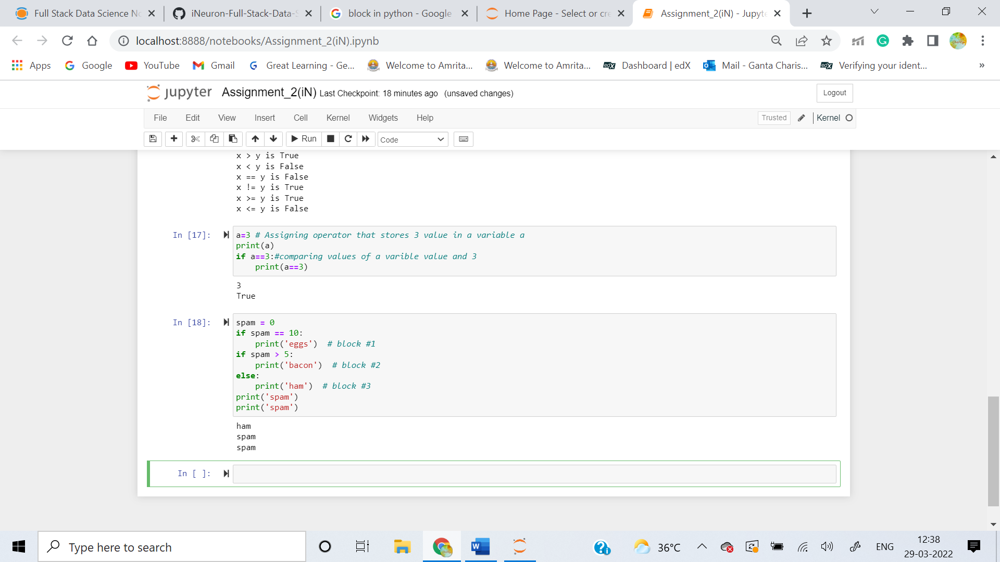 Full Stack Data Science No
iNeuron-Full-Stack-Data-S
block in python - Google
Home Page - Select or cre
Assignment_2(iN) - Jupyte
localhost:8888/notebooks/Assignment_2(iN).ipynb
Apps Google YouTube Gmail Great Learning - Ge... Welcome to Amrita... Welcome to Amrita... Dashboard | edX Mail - Ganta Charis... Verifying your ident... »
jupyter Assignment_2(iN) Last Checkpoint: 18 minutes ago (unsaved changes) Logout
File Edit View Insert Cell Kernel Widgets Help Trusted Kernel
Run Code
x > y is True
x < y is False
x == y is False
x != y is True
x >= y is True
x <= y is False
In [17]: a=3 # Assigning operator that stores 3 value in a variable a
print(a)
if a==3:#comparing values of a varible value and 3
    print(a==3)
3
True
In [18]: spam = 0
if spam == 10:
    print('eggs')  # block #1
if spam > 5:
    print('bacon')  # block #2
else:
    print('ham')  # block #3
print('spam')
print('spam')
ham
spam
spam
In [ ]:
Type here to search
36°C ENG
12:38
29-03-2022